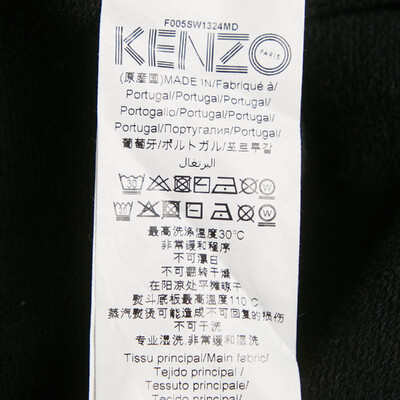 F005SW1324MD
KENZO
PARIS
(原産国)MADE IN/Fabriqué à/
Portugal/Portugal/Portugal/
Portogallo/Portugal/Portugal/
Portugal/Португалия/Portugal/
葡萄牙/ポルトガル/포르투갈/
البرتغال
30 W
30 W
最高洗涤温度30℃
非常缓和程序
不可漂白
不可翻转干燥
在阴凉处平摊晾干
熨斗底板最高温度110℃
蒸汽熨烫可能造成不可回复的损伤
不可干洗
专业湿洗,非常缓和湿洗
Tissu principal/Main fabric/
Tejido principal /
Tessuto principale/
Tecido principal/